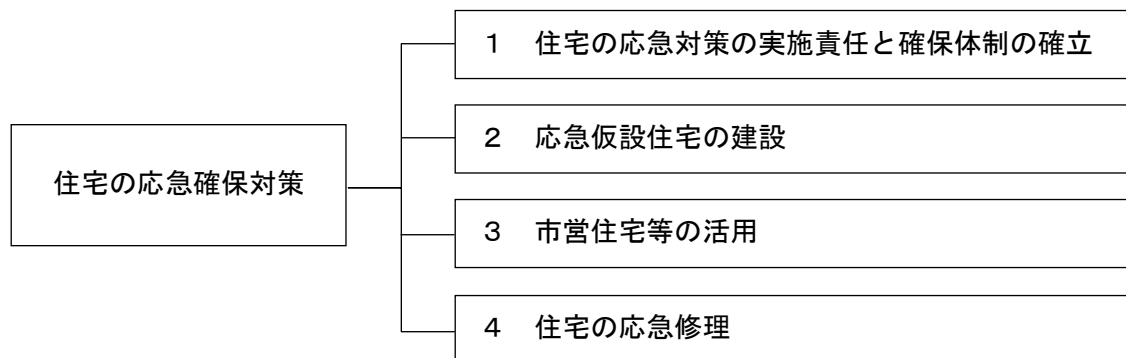 住宅の応急確保対策
1 住宅の応急対策の実施責任と確保体制の確立
2 応急仮設住宅の建設
3 市営住宅等の活用
4 住宅の応急修理